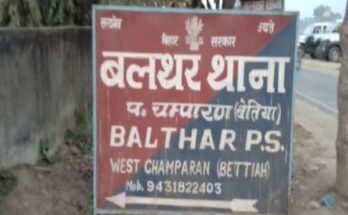 सत्यमेव जयते
बिहार सरकार
बलथर थाना
प. चम्पारण (बेतिया)
BALTHAR P.S.
WEST CHAMPARAN (BETTIAH)
Mob. 9431822403